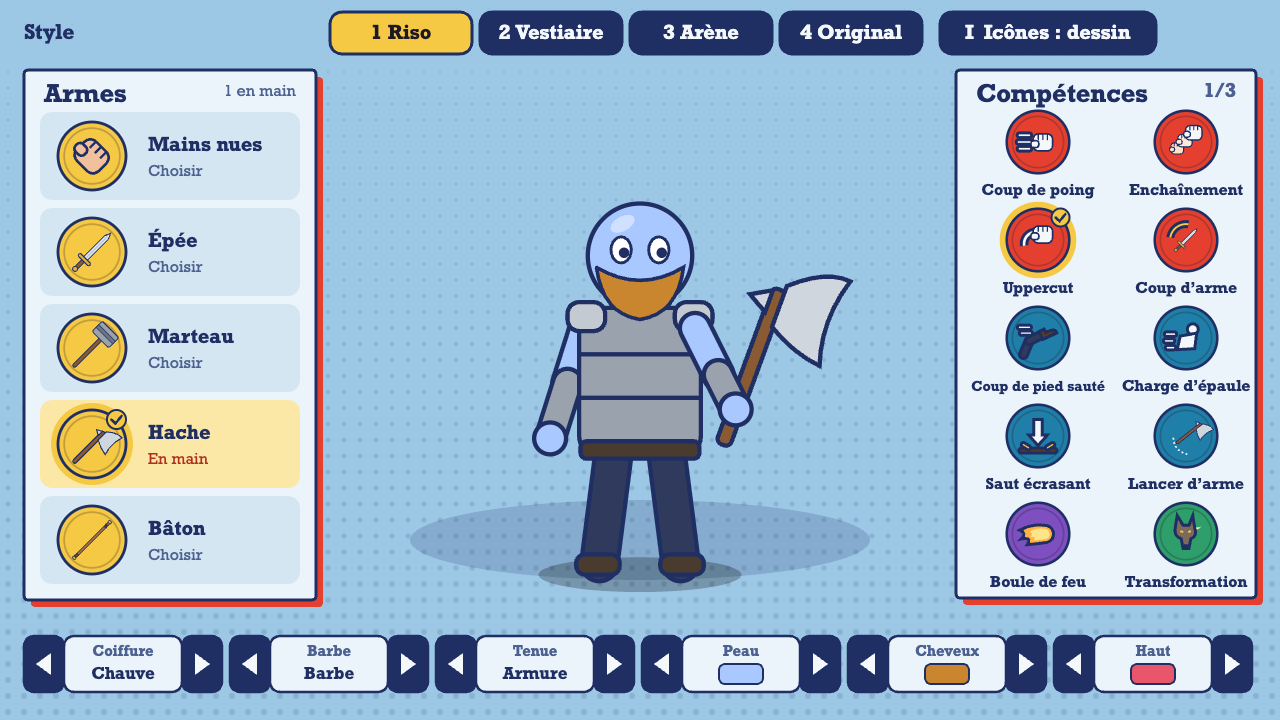 Style
1 Riso
2 Vestiaire
3 Arène
4 Original
I Icônes : dessin
Armes
1 en main
Mains nues
Choisir
Épée
Choisir
Marteau
Choisir
Hache
En main
Bâton
Choisir
Compétences
1/3
Coup de poing
Enchaînement
Uppercut
Coup d'arme
Coup de pied sauté
Charge d'épaule
Saut écrasant
Lancer d'arme
Boule de feu
Transformation
Coiffure
Chauve
Barbe
Barbe
Tenue
Armure
Peau
Cheveux
Haut